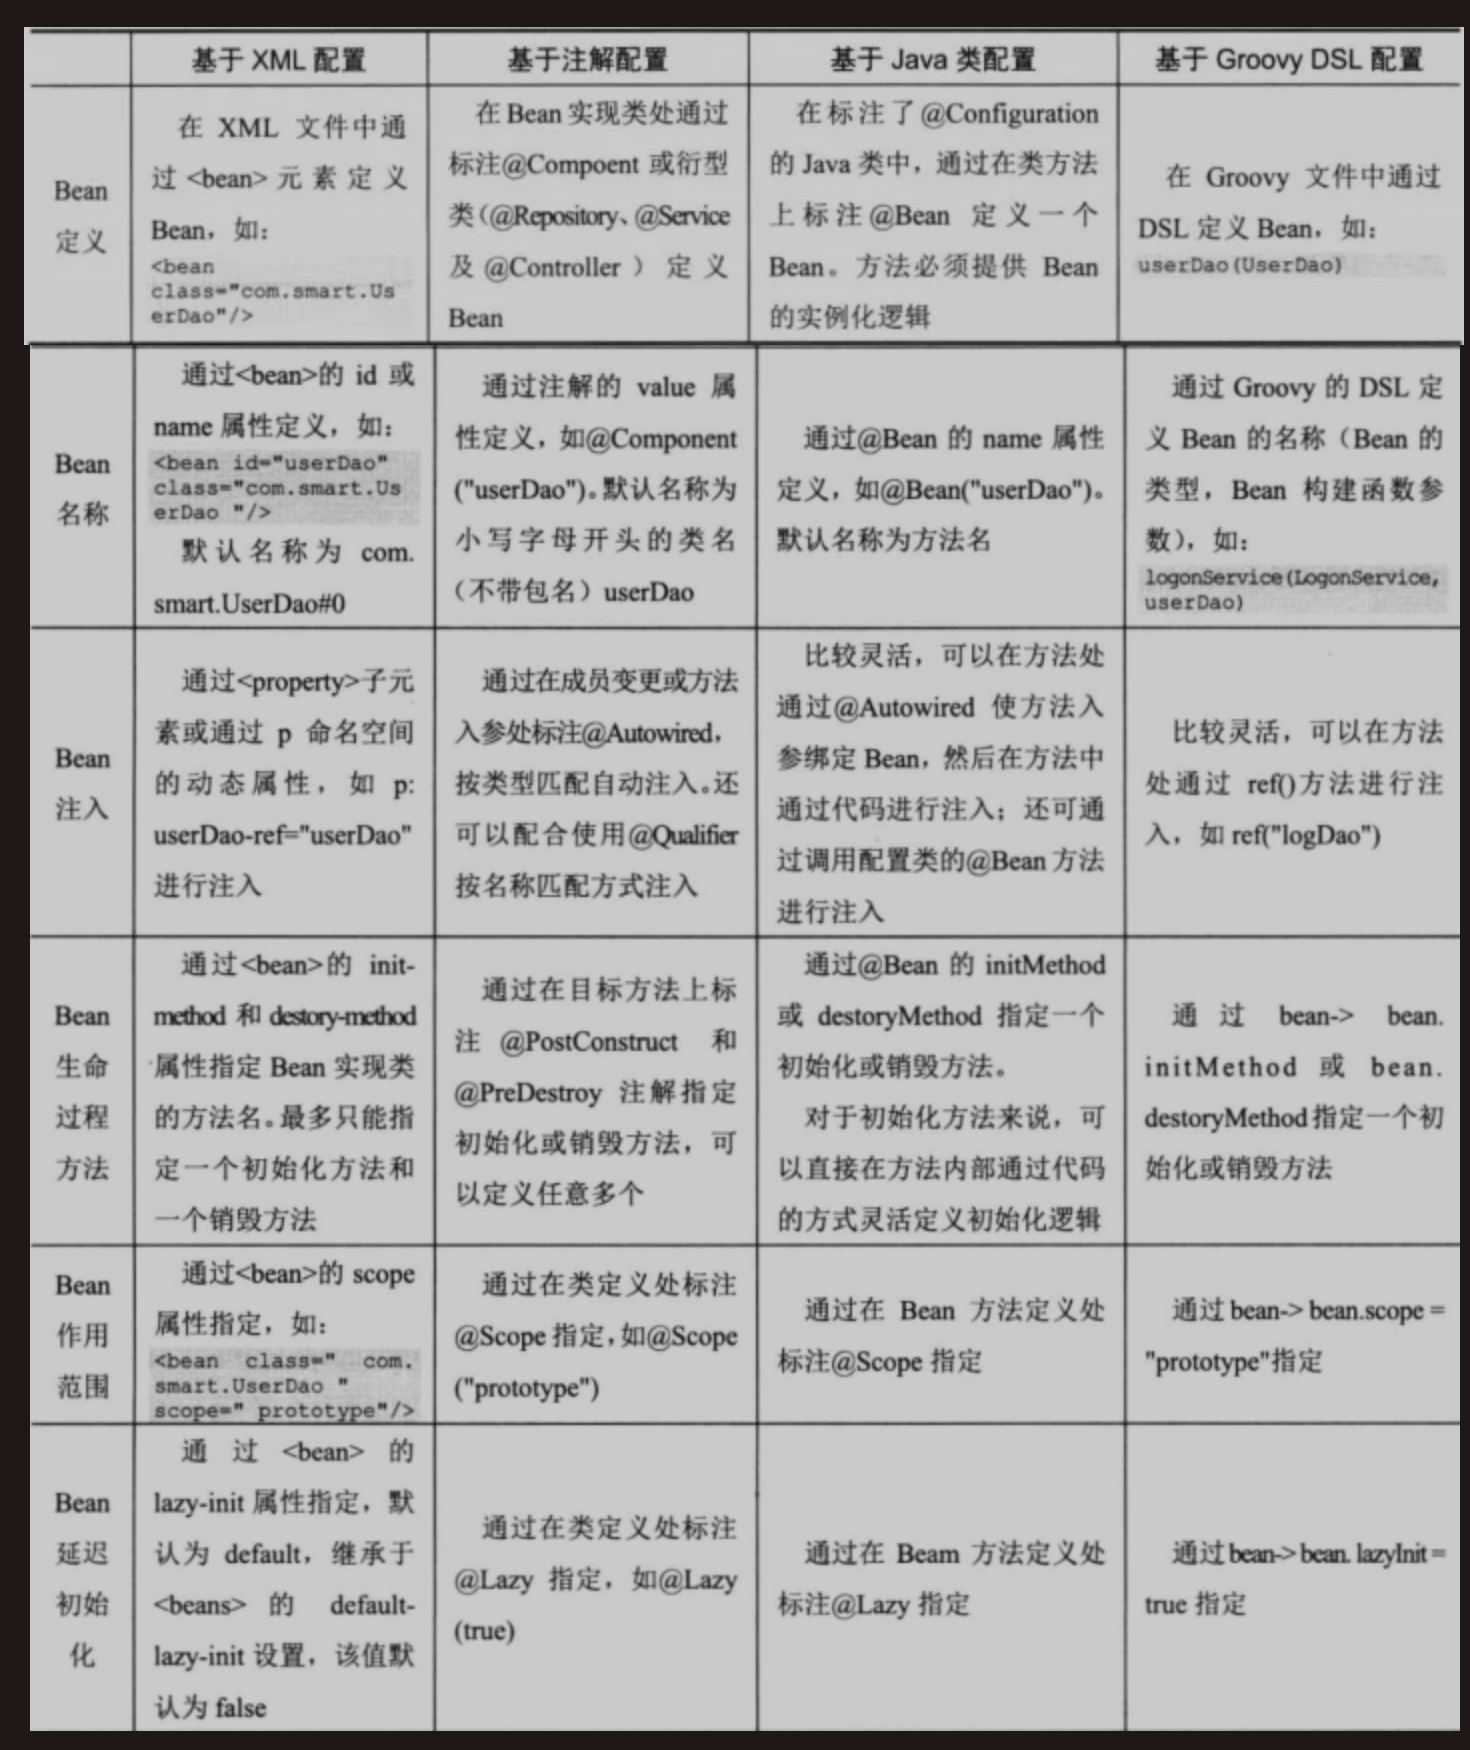 基于 XML 配置
基于注解配置
基于 Java 类配置
基于 Groovy DSL 配置
Bean
定义
在 XML 文件中通
过 <bean> 元素定义
Bean，如：
<bean
class="com.smart.Us
erDao"/>
在 Bean 实现类处通过
标注@Compoent 或衍型
类（@Repository、@Service
及 @Controller ）定义
Bean
在标注了@Configuration
的 Java 类中，通过在类方法
上标注@Bean 定义一个
Bean。方法必须提供 Bean
的实例化逻辑
在 Groovy 文件中通过
DSL 定义 Bean，如：
userDao(UserDao)
Bean
名称
通过<bean>的 id 或
name 属性定义，如：
<bean id="userDao"
class="com.smart.Us
erDao "/>
默认名称为 com.
smart.UserDao#0
通过注解的 value 属
性定义，如@Component
("userDao")。默认名称为
小写字母开头的类名
（不带包名）userDao
通过@Bean 的 name 属性
定义，如@Bean("userDao")。
默认名称为方法名
通过 Groovy 的 DSL 定
义 Bean 的名称（Bean 的
类型，Bean 构建函数参
数），如：
logonService(LogonService,
userDao)
Bean
注入
通过<property>子元
素或通过 p 命名空间
的动态属性，如 p:
userDao-ref="userDao"
进行注入
通过在成员变更或方法
入参处标注@Autowired，
按类型匹配自动注入。还
可以配合使用@Qualifier
按名称匹配方式注入
比较灵活，可以在方法处
通过@Autowired 使方法入
参绑定 Bean，然后在方法中
通过代码进行注入；还可通
过调用配置类的@Bean 方法
进行注入
比较灵活，可以在方法
处通过 ref()方法进行注
入，如 ref("logDao")
Bean
生命
过程
方法
通过<bean>的 init-
method 和 destory-method
属性指定 Bean 实现类
的方法名。最多只能指
定一个初始化方法和
一个销毁方法
通过在目标方法上标
注 @PostConstruct 和
@PreDestroy 注解指定
初始化或销毁方法，可
以定义任意多个
通过@Bean 的 initMethod
或 destoryMethod 指定一个
初始化或销毁方法。
对于初始化方法来说，可
以直接在方法内部通过代码
的方式灵活定义初始化逻辑
通过 bean-> bean.
initMethod 或 bean.
destoryMethod指定一个初
始化或销毁方法
Bean
作用
范围
通过<bean>的 scope
属性指定，如：
<bean class=" com.
smart.UserDao "
scope=" prototype"/>
通过在类定义处标注
@Scope 指定，如@Scope
("prototype")
通过在 Bean 方法定义处
标注@Scope 指定
通过 bean-> bean.scope =
"prototype"指定
Bean
延迟
初始
化
通过 <bean> 的
lazy-init 属性指定，默
认为 default，继承于
<beans> 的 default-
lazy-init 设置，该值默
认为 false
通过在类定义处标注
@Lazy 指定，如@Lazy
(true)
通过在 Beam 方法定义处
标注@Lazy 指定
通过 bean-> bean. lazyInit =
true 指定